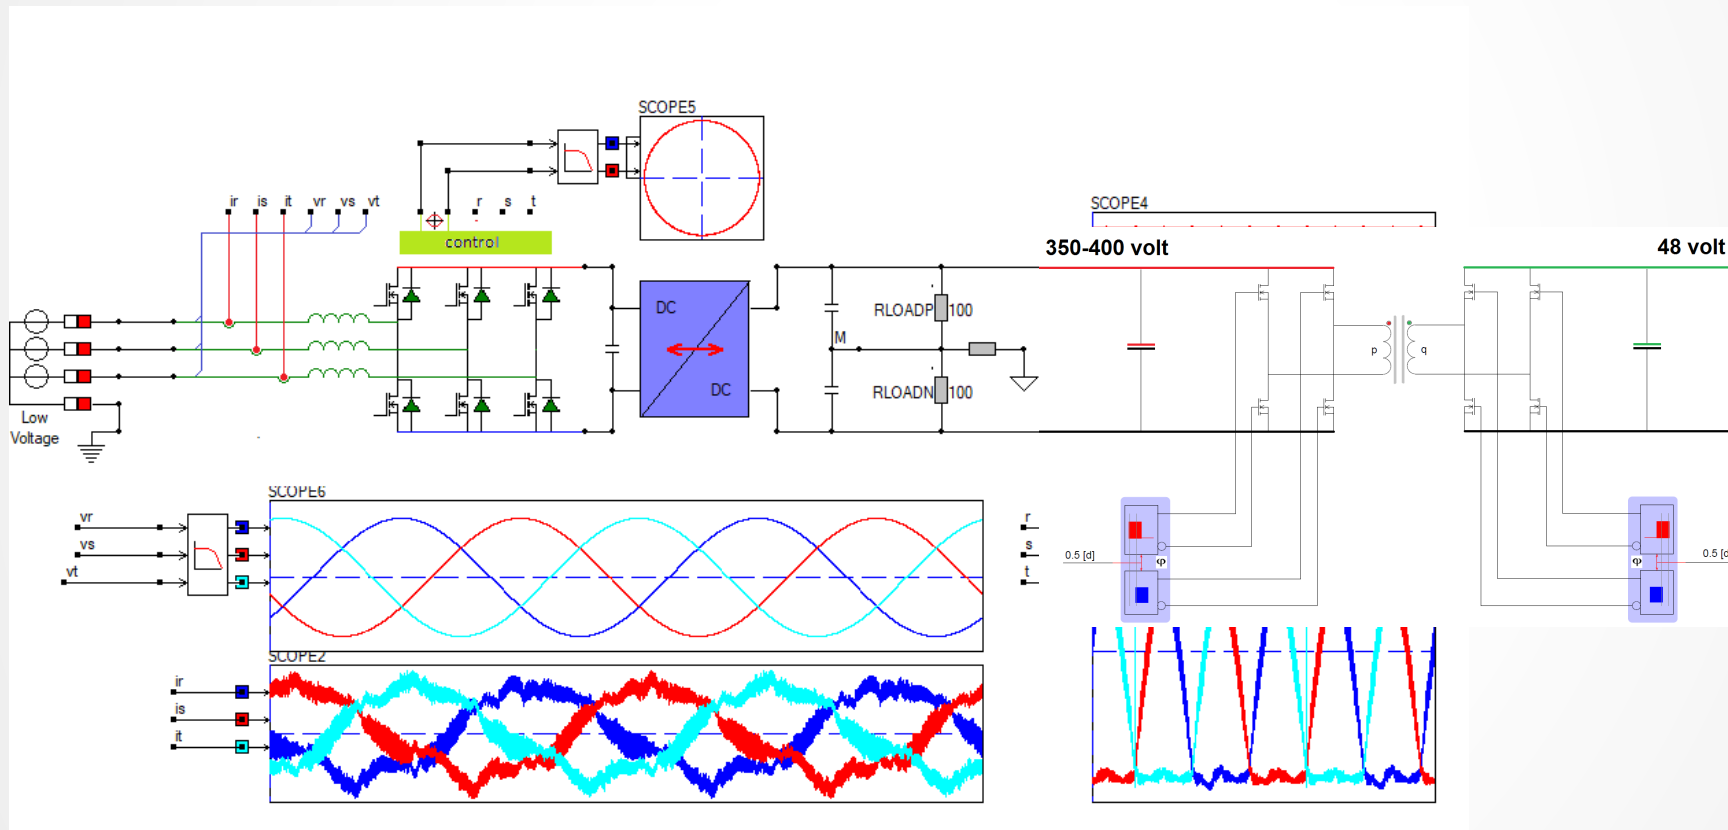 SCOPE5
SCOPE4
ir is it vr vs vt
r s t
control
350-400 volt
48 volt
DC
DC
RLOADP 100
M
RLOADN 100
p
q
Low
Voltage
SCOPE6
vr
vs
vt
r
s
t
0.5 [d]
φ
φ
0.5 [d
SCOPE2
ir
is
it